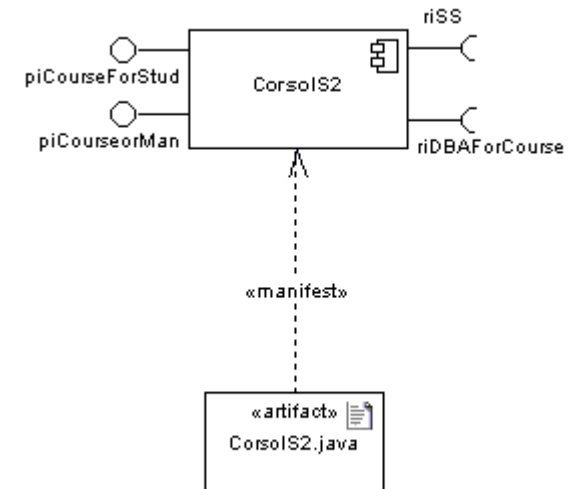 riSS
piCourseForStud
CorsoIS2
piCourseorMan
riDBAForCourse
«manifest»
«artifact»
CorsoIS2.java